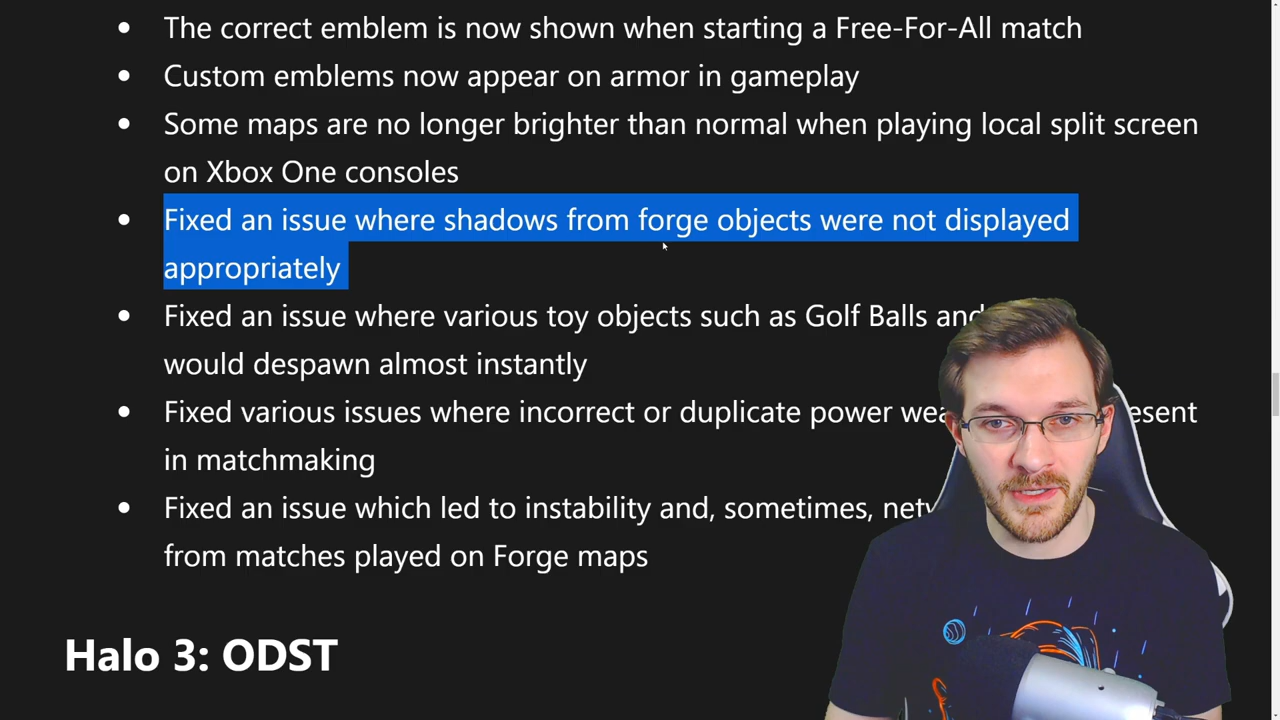 The correct emblem is now shown when starting a Free-For-All match
Custom emblems now appear on armor in gameplay
Some maps are no longer brighter than normal when playing local split screen
on Xbox One consoles
Fixed an issue where shadows from forge objects were not displayed
appropriately
Fixed an issue where various toy objects such as Golf Balls and
would despawn almost instantly
Fixed various issues where incorrect or duplicate power
in matchmaking
Fixed an issue which led to instability and, sometimes,
from matches played on Forge maps
Halo 3: ODST